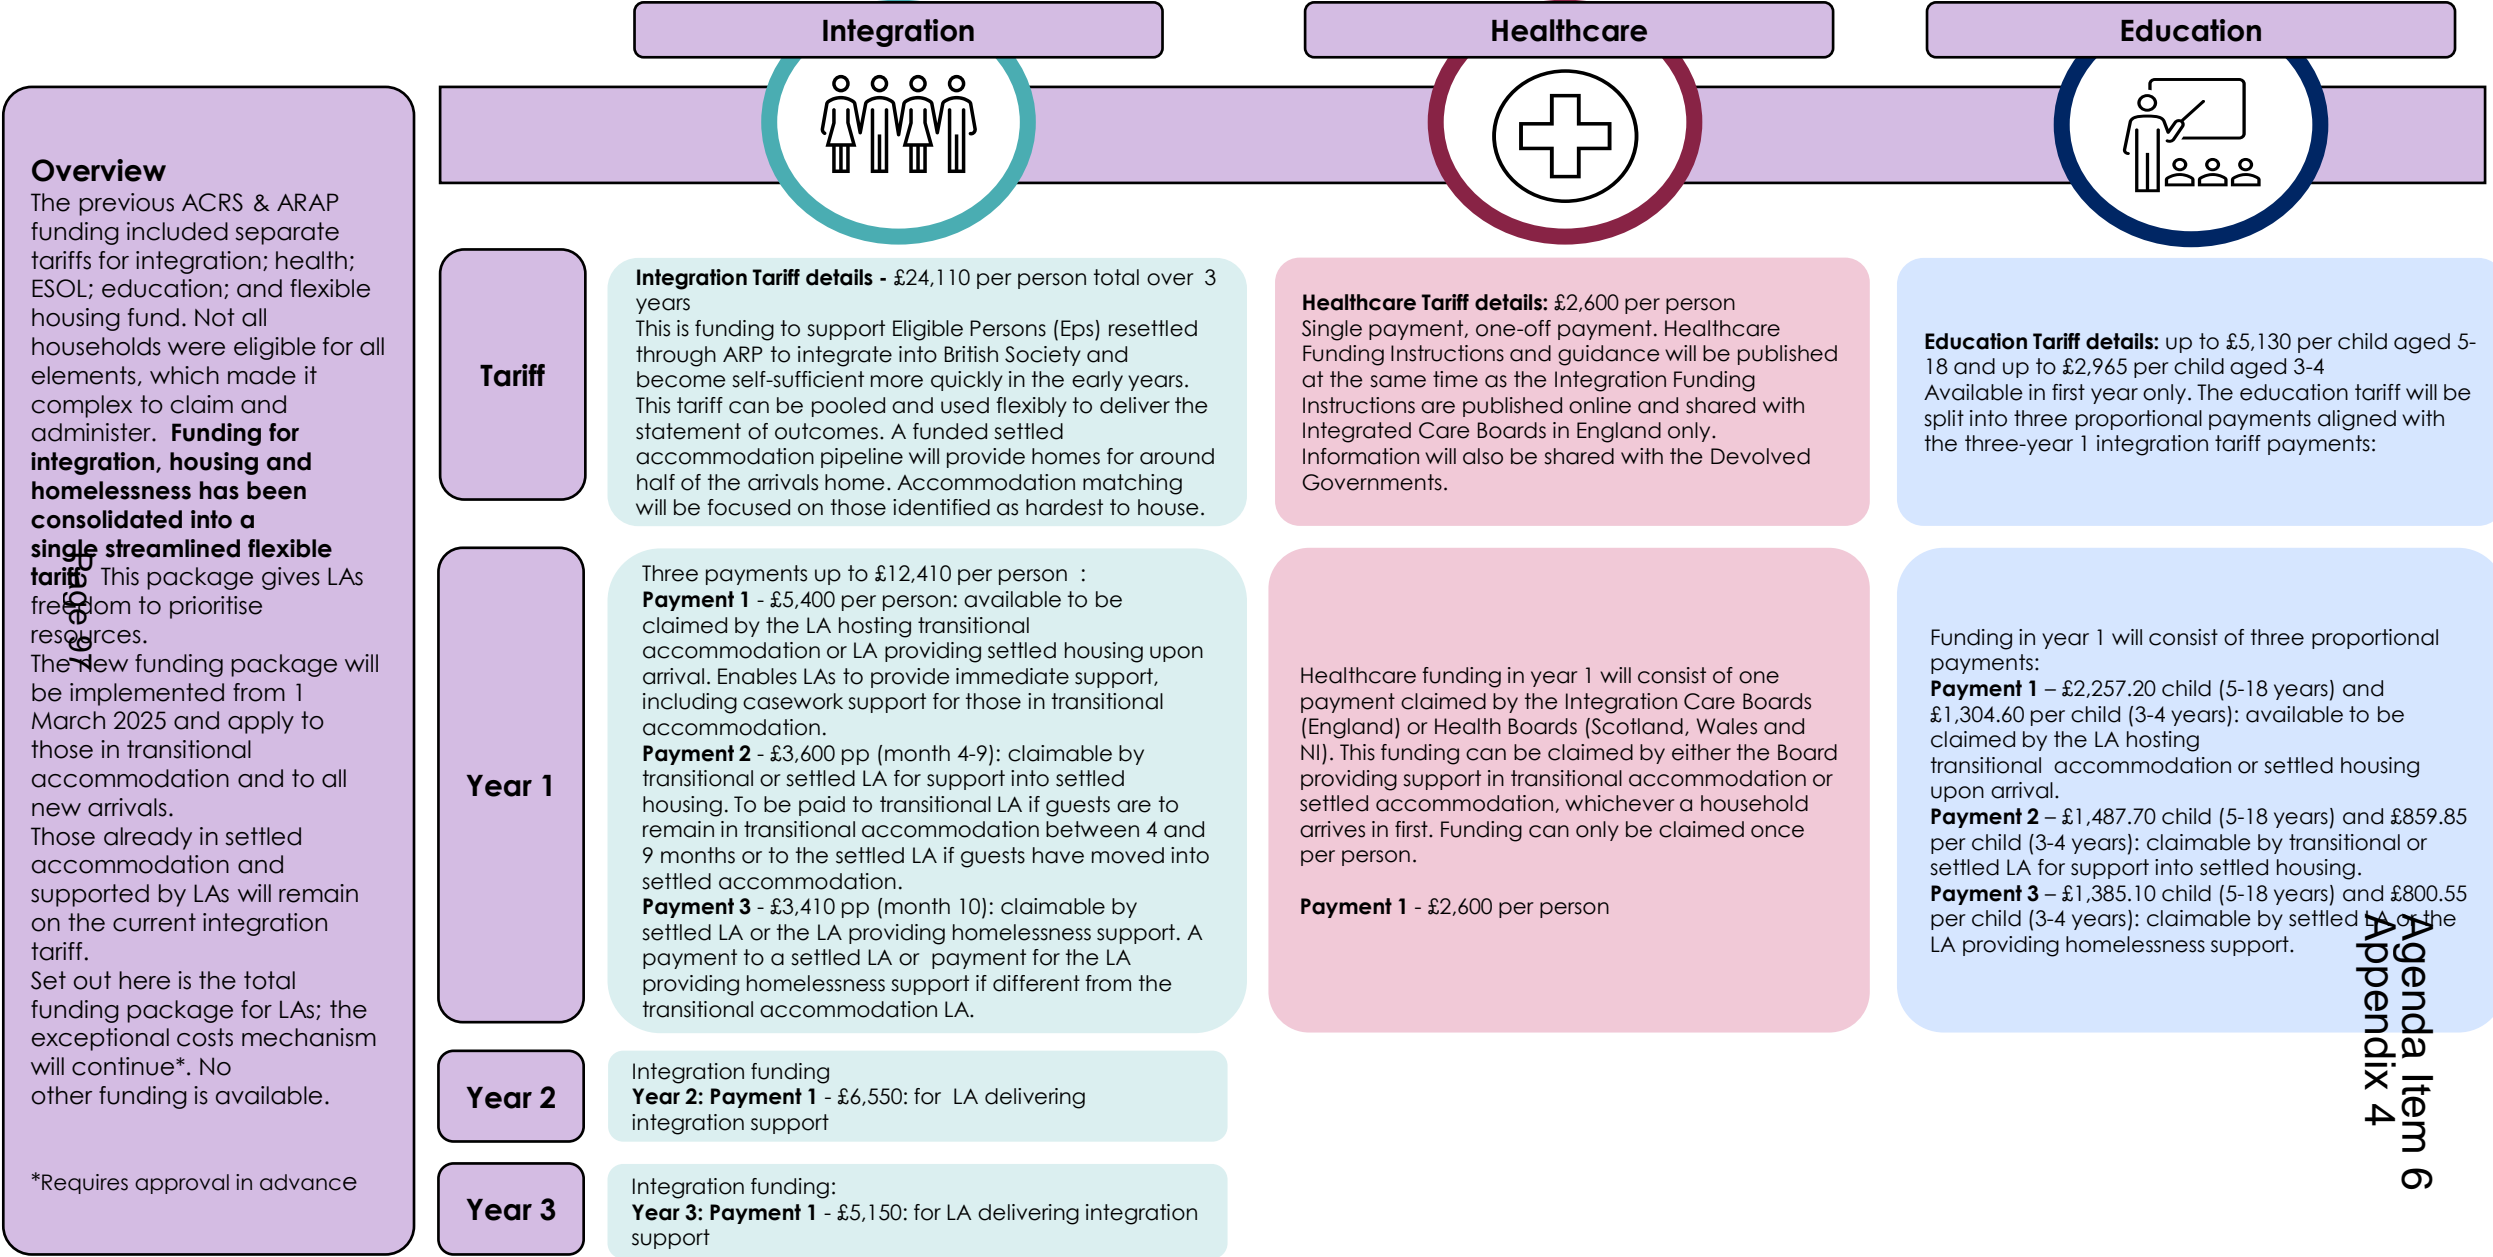 Integration
Healthcare
Education
Overview
The previous ACRS & ARAP
funding included separate
tariffs for integration; health;
ESOL; education; and flexible
housing fund. Not all
households were eligible for all
elements, which made it
complex to claim and
administer. Funding for
integration, housing and
homelessness has been
consolidated into a
single streamlined flexible
tariff. This package gives LAs
freedom to prioritise
resources.
The new funding package will
be implemented from 1
March 2025 and apply to
those in transitional
accommodation and to all
new arrivals.
Those already in settled
accommodation and
supported by LAs will remain
on the current integration
tariff.
Set out here is the total
funding package for LAs; the
exceptional costs mechanism
will continue*. No
other funding is available.
*Requires approval in advance
Page 97
Tariff
Integration Tariff details - £24,110 per person total over 3
years
This is funding to support Eligible Persons (Eps) resettled
through ARP to integrate into British Society and
become self-sufficient more quickly in the early years.
This tariff can be pooled and used flexibly to deliver the
statement of outcomes. A funded settled
accommodation pipeline will provide homes for around
half of the arrivals home. Accommodation matching
will be focused on those identified as hardest to house.
Healthcare Tariff details: £2,600 per person
Single payment, one-off payment. Healthcare
Funding Instructions and guidance will be published
at the same time as the Integration Funding
Instructions are published online and shared with
Integrated Care Boards in England only.
Information will also be shared with the Devolved
Governments.
Education Tariff details: up to £5,130 per child aged 5-
18 and up to £2,965 per child aged 3-4
Available in first year only. The education tariff will be
split into three proportional payments aligned with
the three-year 1 integration tariff payments:
Year 1
Three payments up to £12,410 per person :
Payment 1 - £5,400 per person: available to be
claimed by the LA hosting transitional
accommodation or LA providing settled housing upon
arrival. Enables LAs to provide immediate support,
including casework support for those in transitional
accommodation.
Payment 2 - £3,600 pp (month 4-9): claimable by
transitional or settled LA for support into settled
housing. To be paid to transitional LA if guests are to
remain in transitional accommodation between 4 and
9 months or to the settled LA if guests have moved into
settled accommodation.
Payment 3 - £3,410 pp (month 10): claimable by
settled LA or the LA providing homelessness support. A
payment to a settled LA or payment for the LA
providing homelessness support if different from the
transitional accommodation LA.
Healthcare funding in year 1 will consist of one
payment claimed by the Integration Care Boards
(England) or Health Boards (Scotland, Wales and
NI). This funding can be claimed by either the Board
providing support in transitional accommodation or
settled accommodation, whichever a household
arrives in first. Funding can only be claimed once
per person.
Payment 1 - £2,600 per person
Funding in year 1 will consist of three proportional
payments:
Payment 1 – £2,257.20 child (5-18 years) and
£1,304.60 per child (3-4 years): available to be
claimed by the LA hosting
transitional accommodation or settled housing
upon arrival.
Payment 2 – £1,487.70 child (5-18 years) and £859.85
per child (3-4 years): claimable by transitional or
settled LA for support into settled housing.
Payment 3 – £1,385.10 child (5-18 years) and £800.55
per child (3-4 years): claimable by settled LA or the
LA providing homelessness support.
Year 2
Integration funding
Year 2: Payment 1 - £6,550: for LA delivering
integration support
Year 3
Integration funding:
Year 3: Payment 1 - £5,150: for LA delivering integration
support
Agenda Item 6
Appendix 4